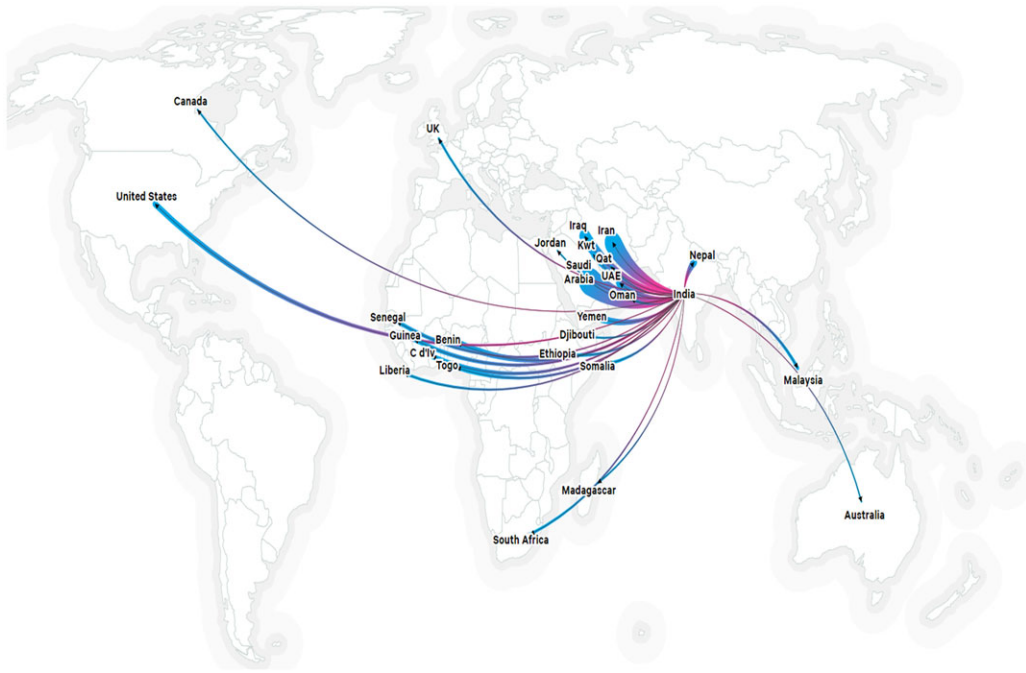 Canada
UK
United States
Iraq
Iran
Jordan
Kwt
Nepal
Qat
Saudi
Arabia
UAE
Oman
India
Yemen
Senegal
Guinea
Benin
Djibouti
C d'Iv
Ethiopia
Togo
Somalia
Liberia
Malaysia
Madagascar
Australia
South Africa